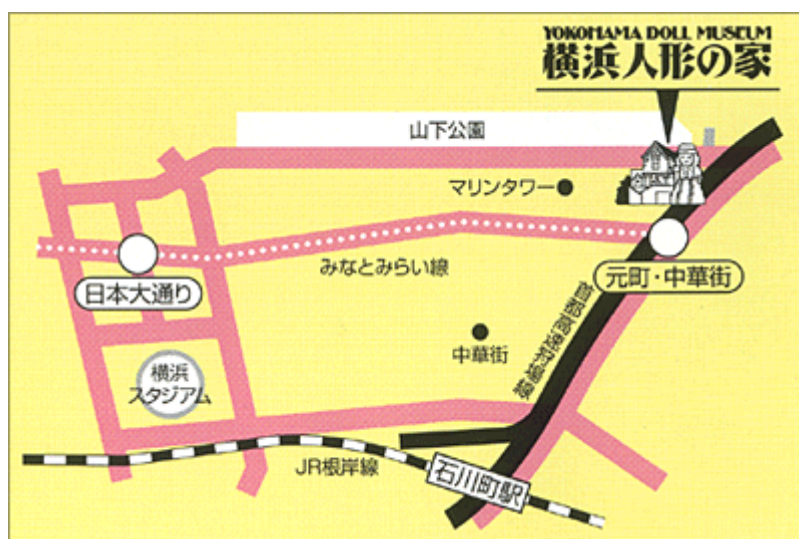 YOKOHAMA DOLL MUSEUM
横浜人形の家
山下公園
マリンタワー
みなとみらい線
日本大通り
元町・中華街
首都高速狩場線
中華街
横浜
スタジアム
JR根岸線
石川町駅